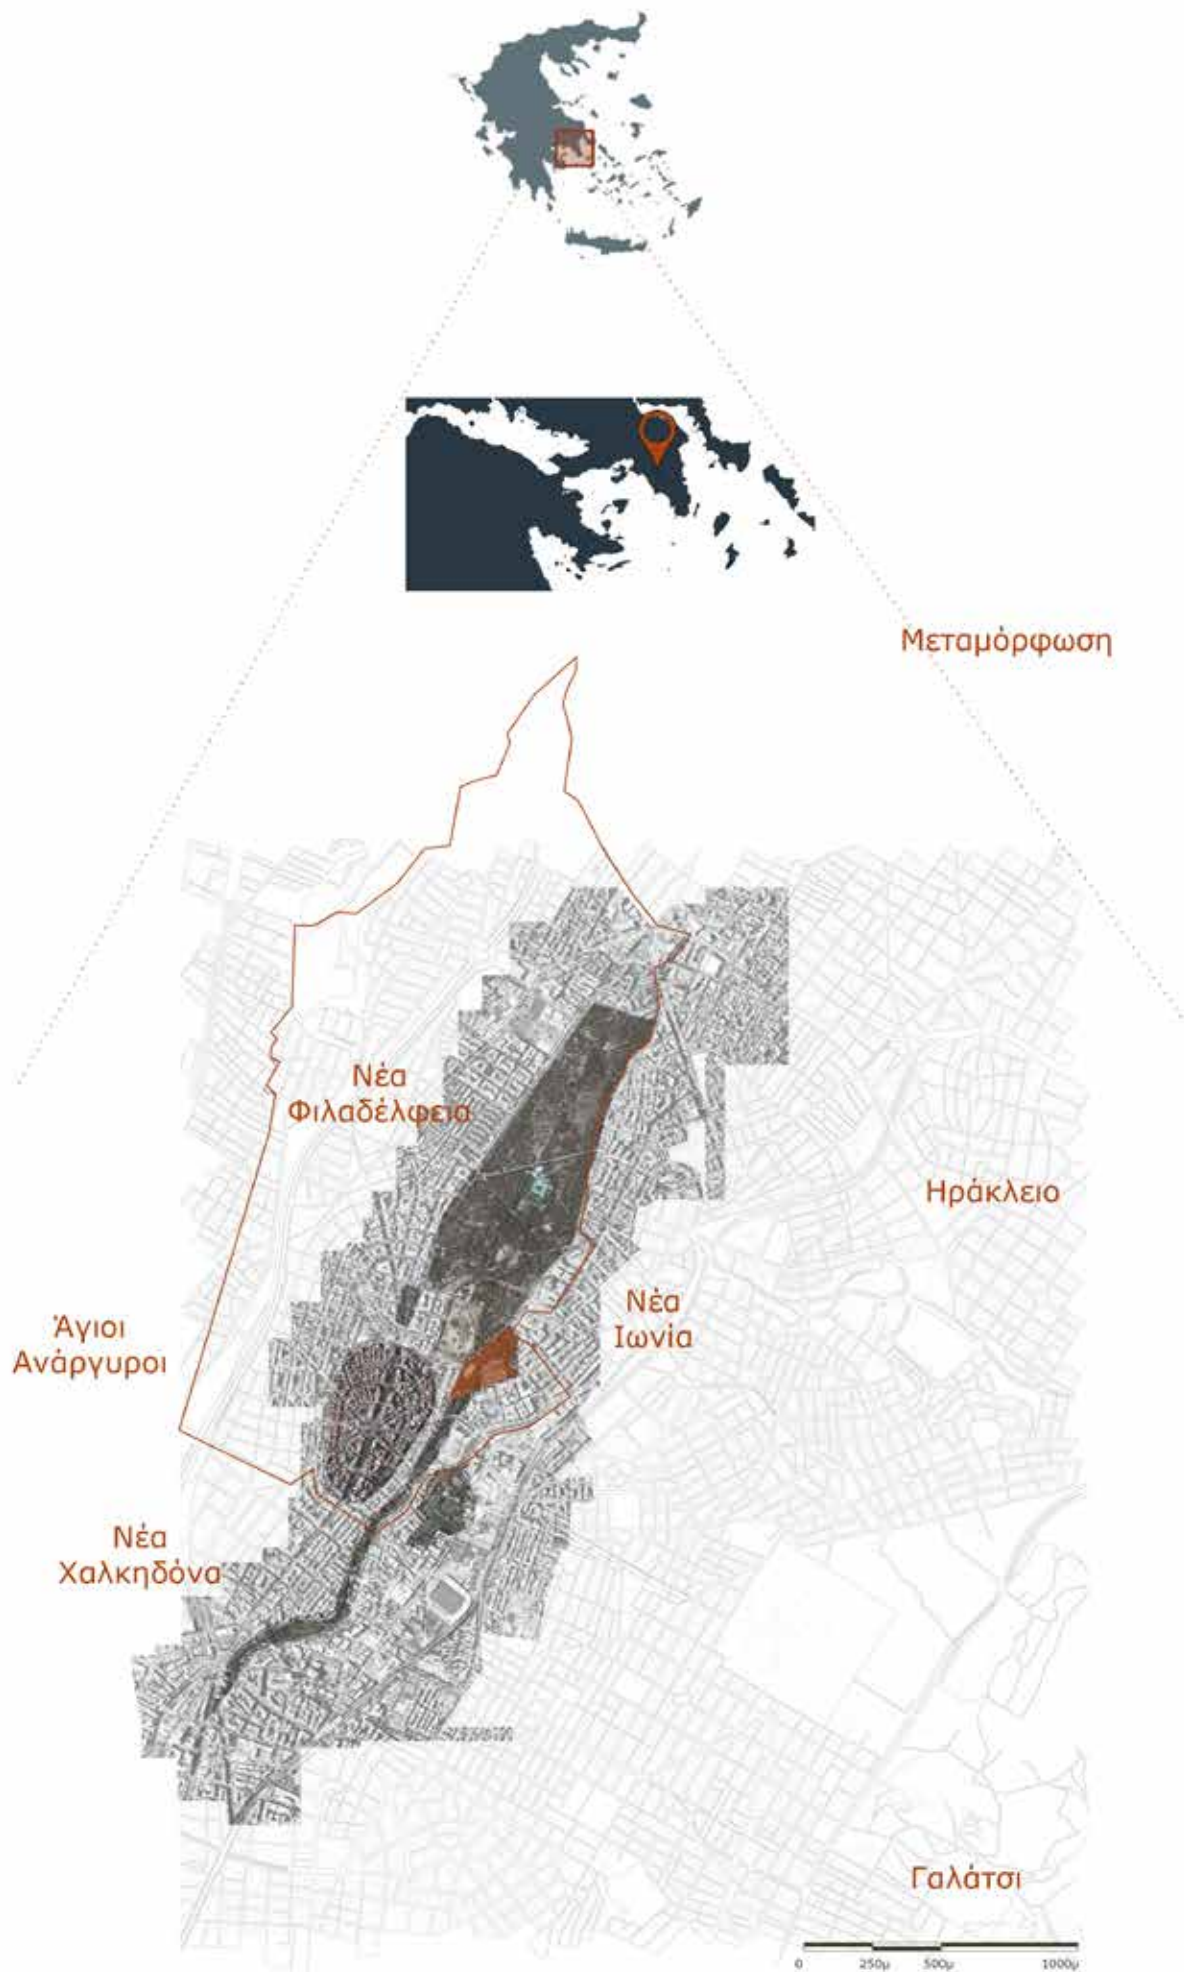 Μεταμόρφωση
Νέα
Φιλαδέλφεια
Ηράκλειο
Νέα
Ιωνία
Άγιοι
Ανάργυροι
Νέα
Χαλκηδόνα
Γαλάτσι
0 250μ 500μ 1000μ